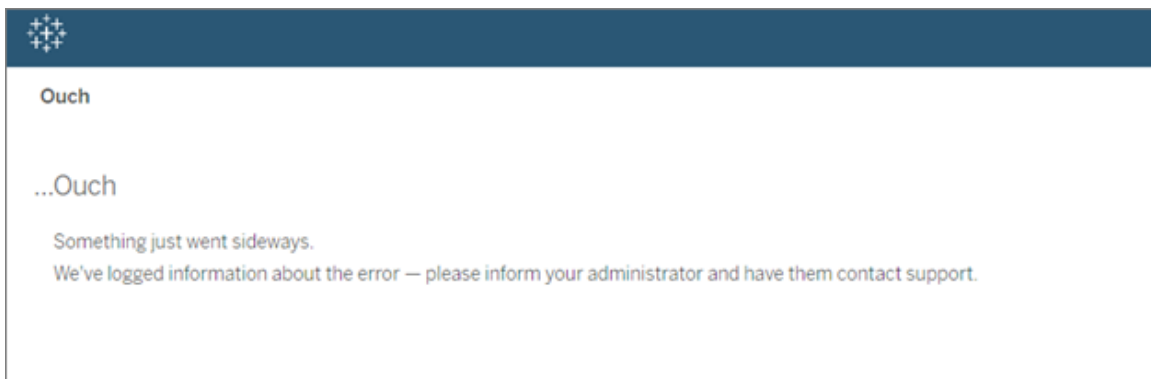 Ouch
...Ouch
Something just went sideways.
We've logged information about the error — please inform your administrator and have them contact support.